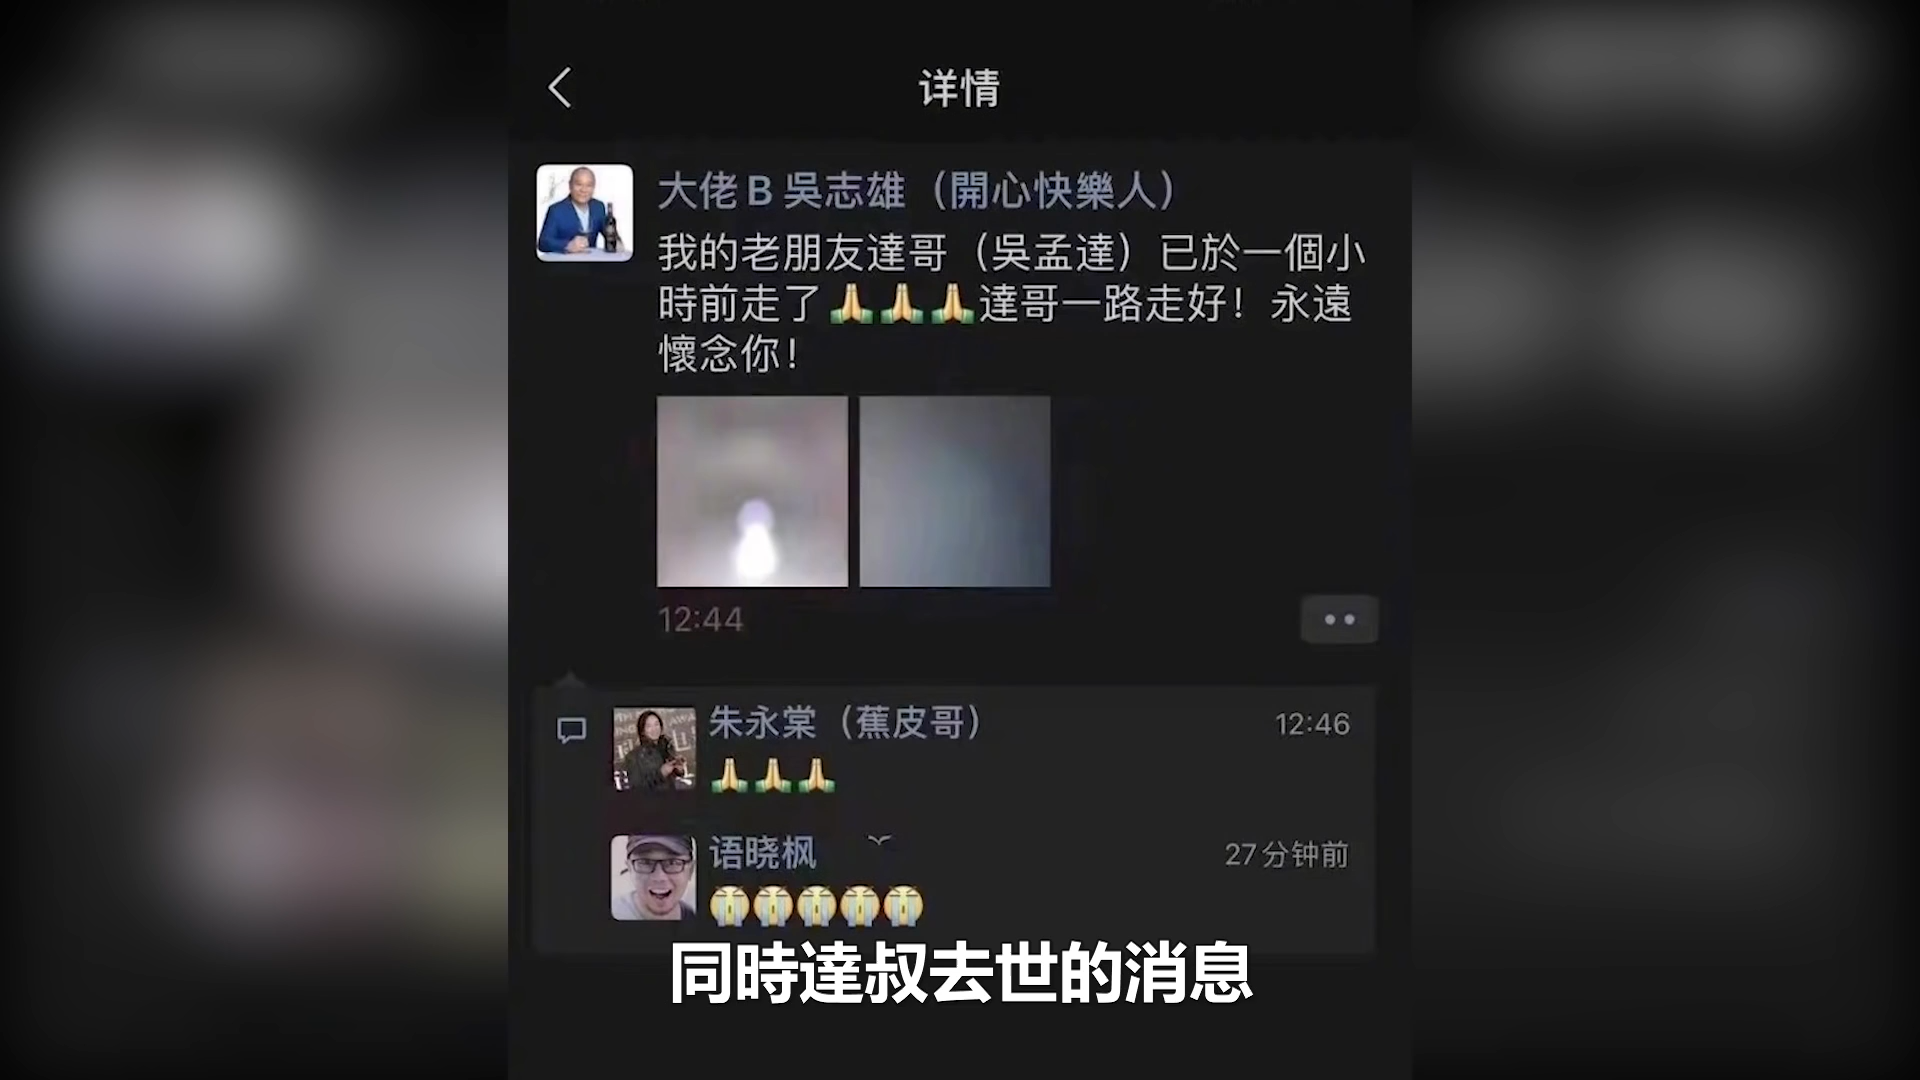 详情
大佬B 吳志雄（開心快樂人）
我的老朋友達哥（吳孟達）已於一個小
時前走了🙏🙏🙏達哥一路走好！永遠
懷念你！
12:44
朱永棠（蕉皮哥）
12:46
🙏🙏🙏
语晓枫
27分钟前
😭😭😭😭😭
同時達叔去世的消息